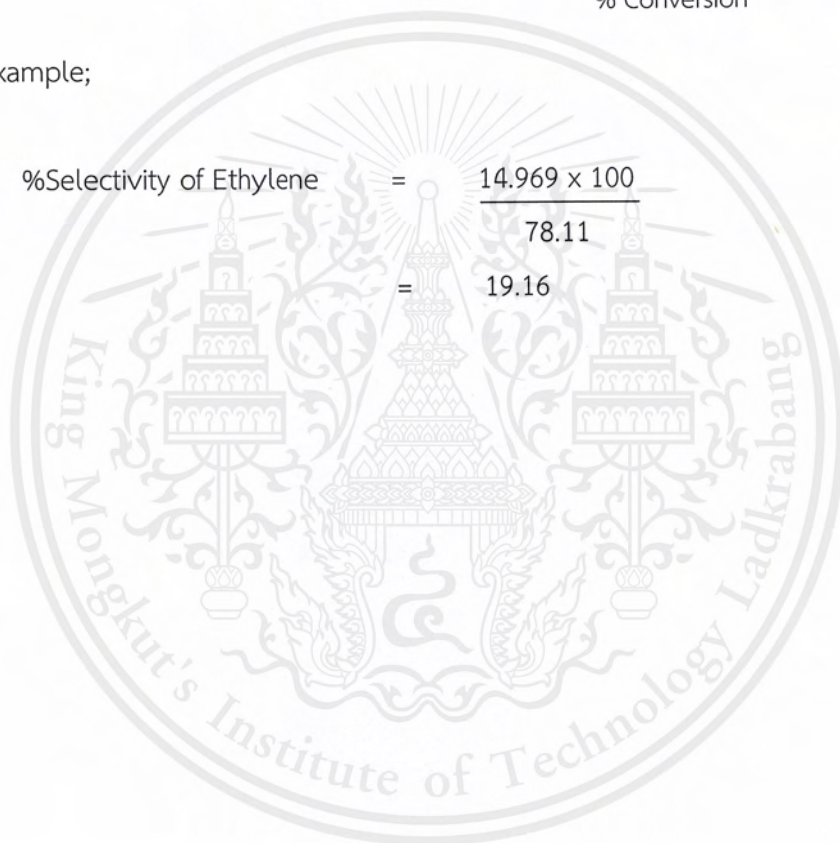 % Conversion
xample;
%Selectivity of Ethylene = 14.969 x 100
78.11
= 19.16
King Mongkut's Institute of Technology Ladkrabang